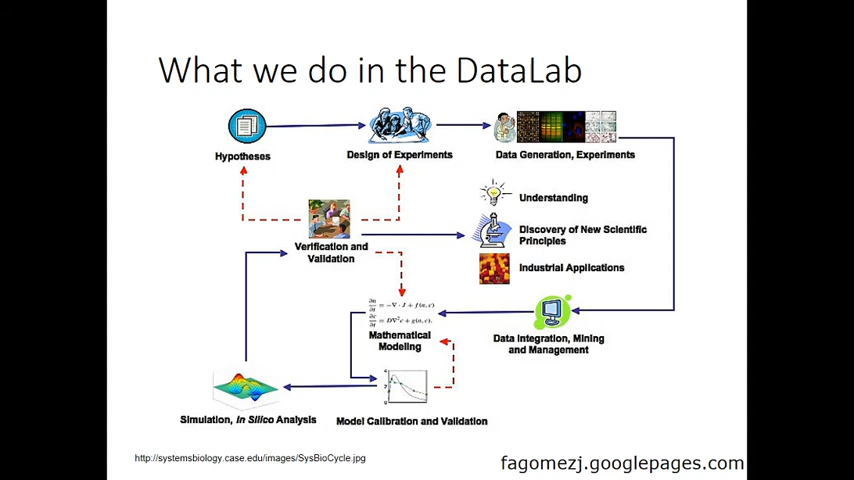 What we do in the DataLab
Hypotheses
Design of Experiments
Data Generation, Experiments
Understanding
Discovery of New Scientific
Principles
Industrial Applications
Verification and
Validation
Mathematical
Modeling
Data Integration, Mining
and Management
Simulation, In Silico Analysis
Model Calibration and Validation
http://systemsbiology.case.edu/images/SysBioCycle.jpg
fagomezj.googlepages.com